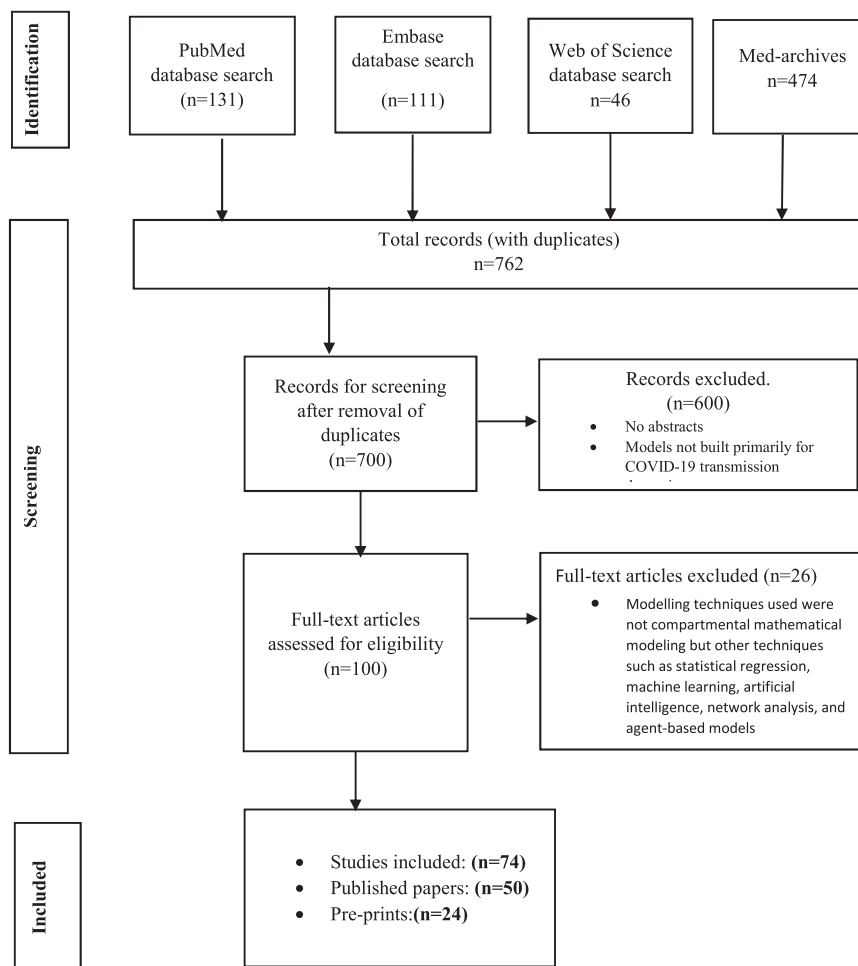 Identification
PubMed
database search
(n=131)
Embase
database search
(n=111)
Web of Science
database search
n=46
Med-archives
n=474
Screening
Total records (with duplicates)
n=762
Records for screening
after removal of
duplicates
(n=700)
Records excluded.
(n=600)
• No abstracts
• Models not built primarily for
COVID-19 transmission
Full-text articles
assessed for eligibility
(n=100)
Full-text articles excluded (n=26)
• Modelling techniques used were
not compartmental mathematical
modeling but other techniques
such as statistical regression,
machine learning, artificial
intelligence, network analysis, and
agent-based models
Included
• Studies included: (n=74)
• Published papers: (n=50)
• Pre-prints:(n=24)